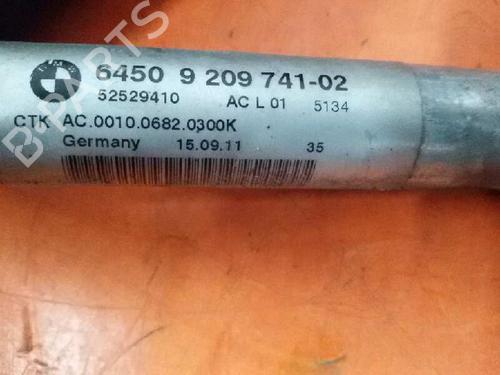 BMW 6450 9 209 741-02
52529410 AC L 01 5134
CTK AC.0010.0682.0300K
Germany 15.09.11 35
B-PARTS